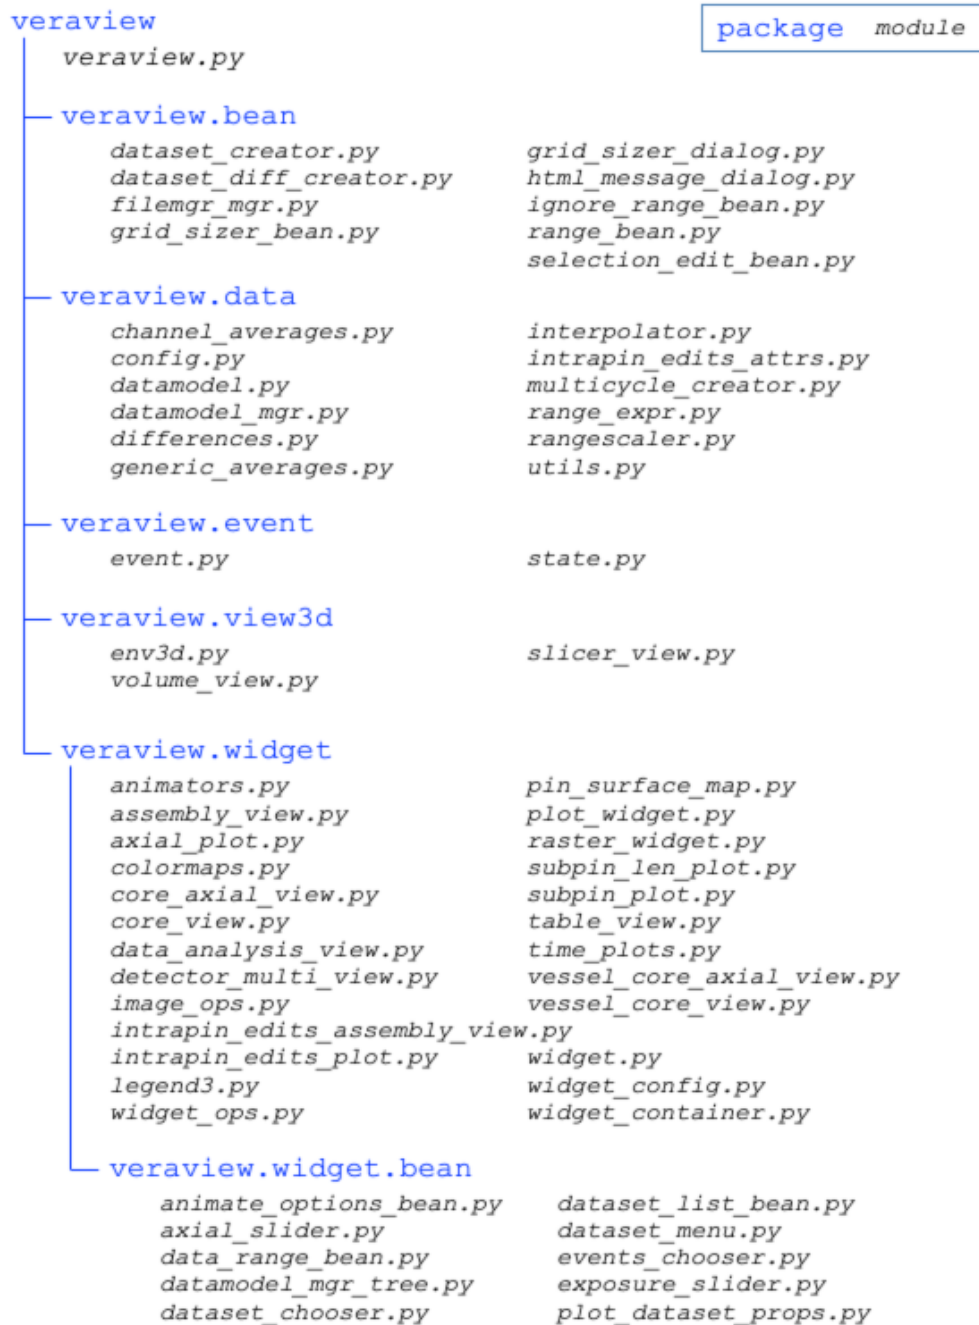 veraview
package module
veraview.py
veraview.bean
dataset_creator.py grid_sizer_dialog.py
dataset_diff_creator.py html_message_dialog.py
filemgr_mgr.py ignore_range_bean.py
grid_sizer_bean.py range_bean.py
selection_edit_bean.py
veraview.data
channel_averages.py interpolator.py
config.py intrapin_edits_attrs.py
datamodel.py multicycle_creator.py
datamodel_mgr.py range_expr.py
differences.py rangescaler.py
generic_averages.py utils.py
veraview.event
event.py state.py
veraview.view3d
env3d.py slicer_view.py
volume_view.py
veraview.widget
animators.py pin_surface_map.py
assembly_view.py plot_widget.py
axial_plot.py raster_widget.py
colormaps.py subpin_len_plot.py
core_axial_view.py subpin_plot.py
core_view.py table_view.py
data_analysis_view.py time_plots.py
detector_multi_view.py vessel_core_axial_view.py
image_ops.py vessel_core_view.py
intrapin_edits_assembly_view.py
intrapin_edits_plot.py widget.py
legend3.py widget_config.py
widget_ops.py widget_container.py
veraview.widget.bean
animate_options_bean.py dataset_list_bean.py
axial_slider.py dataset_menu.py
data_range_bean.py events_chooser.py
datamodel_mgr_tree.py exposure_slider.py
dataset_chooser.py plot_dataset_props.py